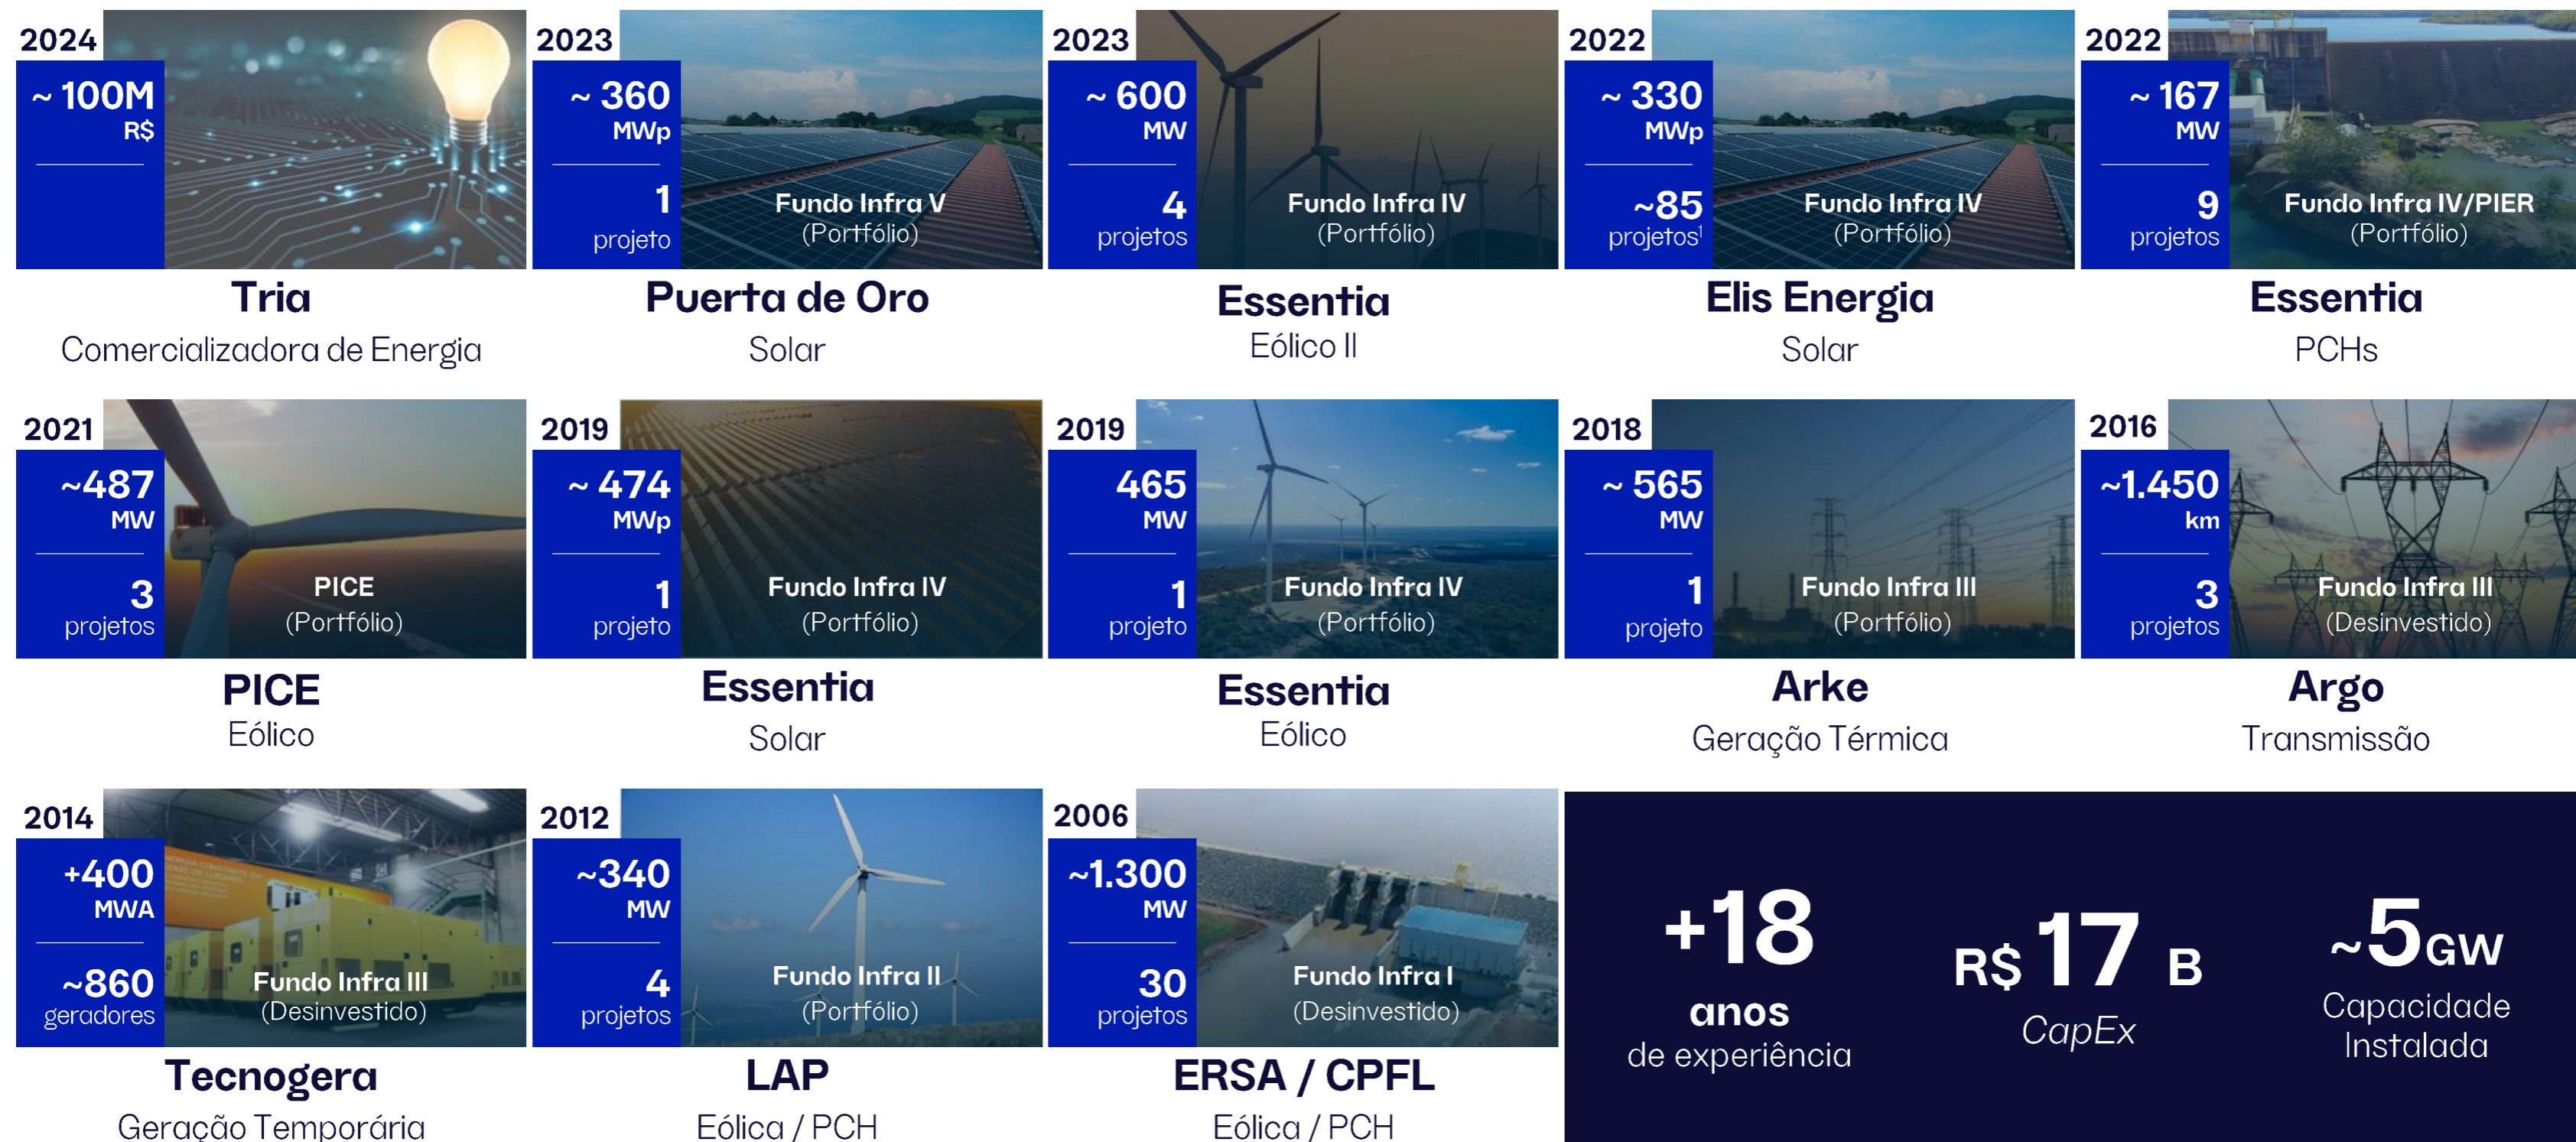 2024
~ 100M
R$
Tria
Comercializadora de Energia
2023
~ 360
MWp
1
projeto
Fundo Infra V
(Portfólio)
Puerta de Oro
Solar
2023
~ 600
MW
4
projetos
Fundo Infra IV
(Portfólio)
Essentia
Eólico II
2022
~ 330
MWp
~85
projetos¹
Fundo Infra IV
(Portfólio)
Elis Energia
Solar
2022
~ 167
MW
9
projetos
Fundo Infra IV/PIER
(Portfólio)
Essentia
PCHs
2021
~487
MW
3
projetos
PICE
(Portfólio)
PICE
Eólico
2019
~ 474
MWp
1
projeto
Fundo Infra IV
(Portfólio)
Essentia
Solar
2019
465
MW
1
projeto
Fundo Infra IV
(Portfólio)
Essentia
Eólico
2018
~ 565
MW
1
projeto
Fundo Infra III
(Portfólio)
Arke
Geração Térmica
2016
~1.450
km
3
projetos
Fundo Infra III
(Desinvestido)
Argo
Transmissão
2014
+400
MWA
~860
geradores
Fundo Infra III
(Desinvestido)
Tecnogera
Geração Temporária
2012
~340
MW
4
projetos
Fundo Infra II
(Portfólio)
LAP
Eólica / PCH
2006
~1.300
MW
30
projetos
Fundo Infra I
(Desinvestido)
ERSA / CPFL
Eólica / PCH
+18
anos
de experiência
R$ 17 B
CapEx
~5GW
Capacidade
Instalada